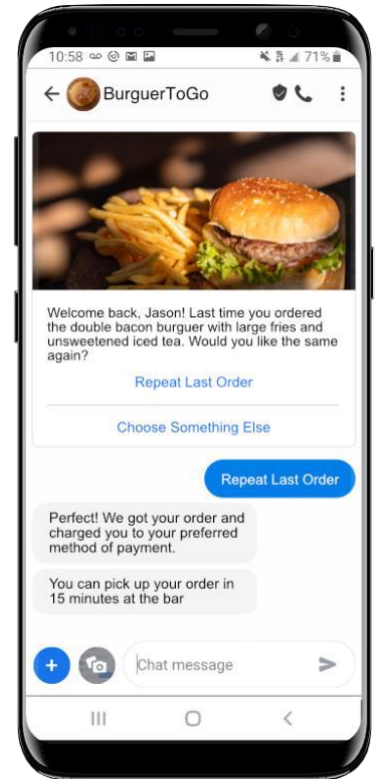 10:58
71%
BurguerToGo
Welcome back, Jason! Last time you ordered
the double bacon burguer with large fries and
unsweetened iced tea. Would you like the same
again?
Repeat Last Order
Choose Something Else
Repeat Last Order
Perfect! We got your order and
charged you to your preferred
method of payment.
You can pick up your order in
15 minutes at the bar
Chat message